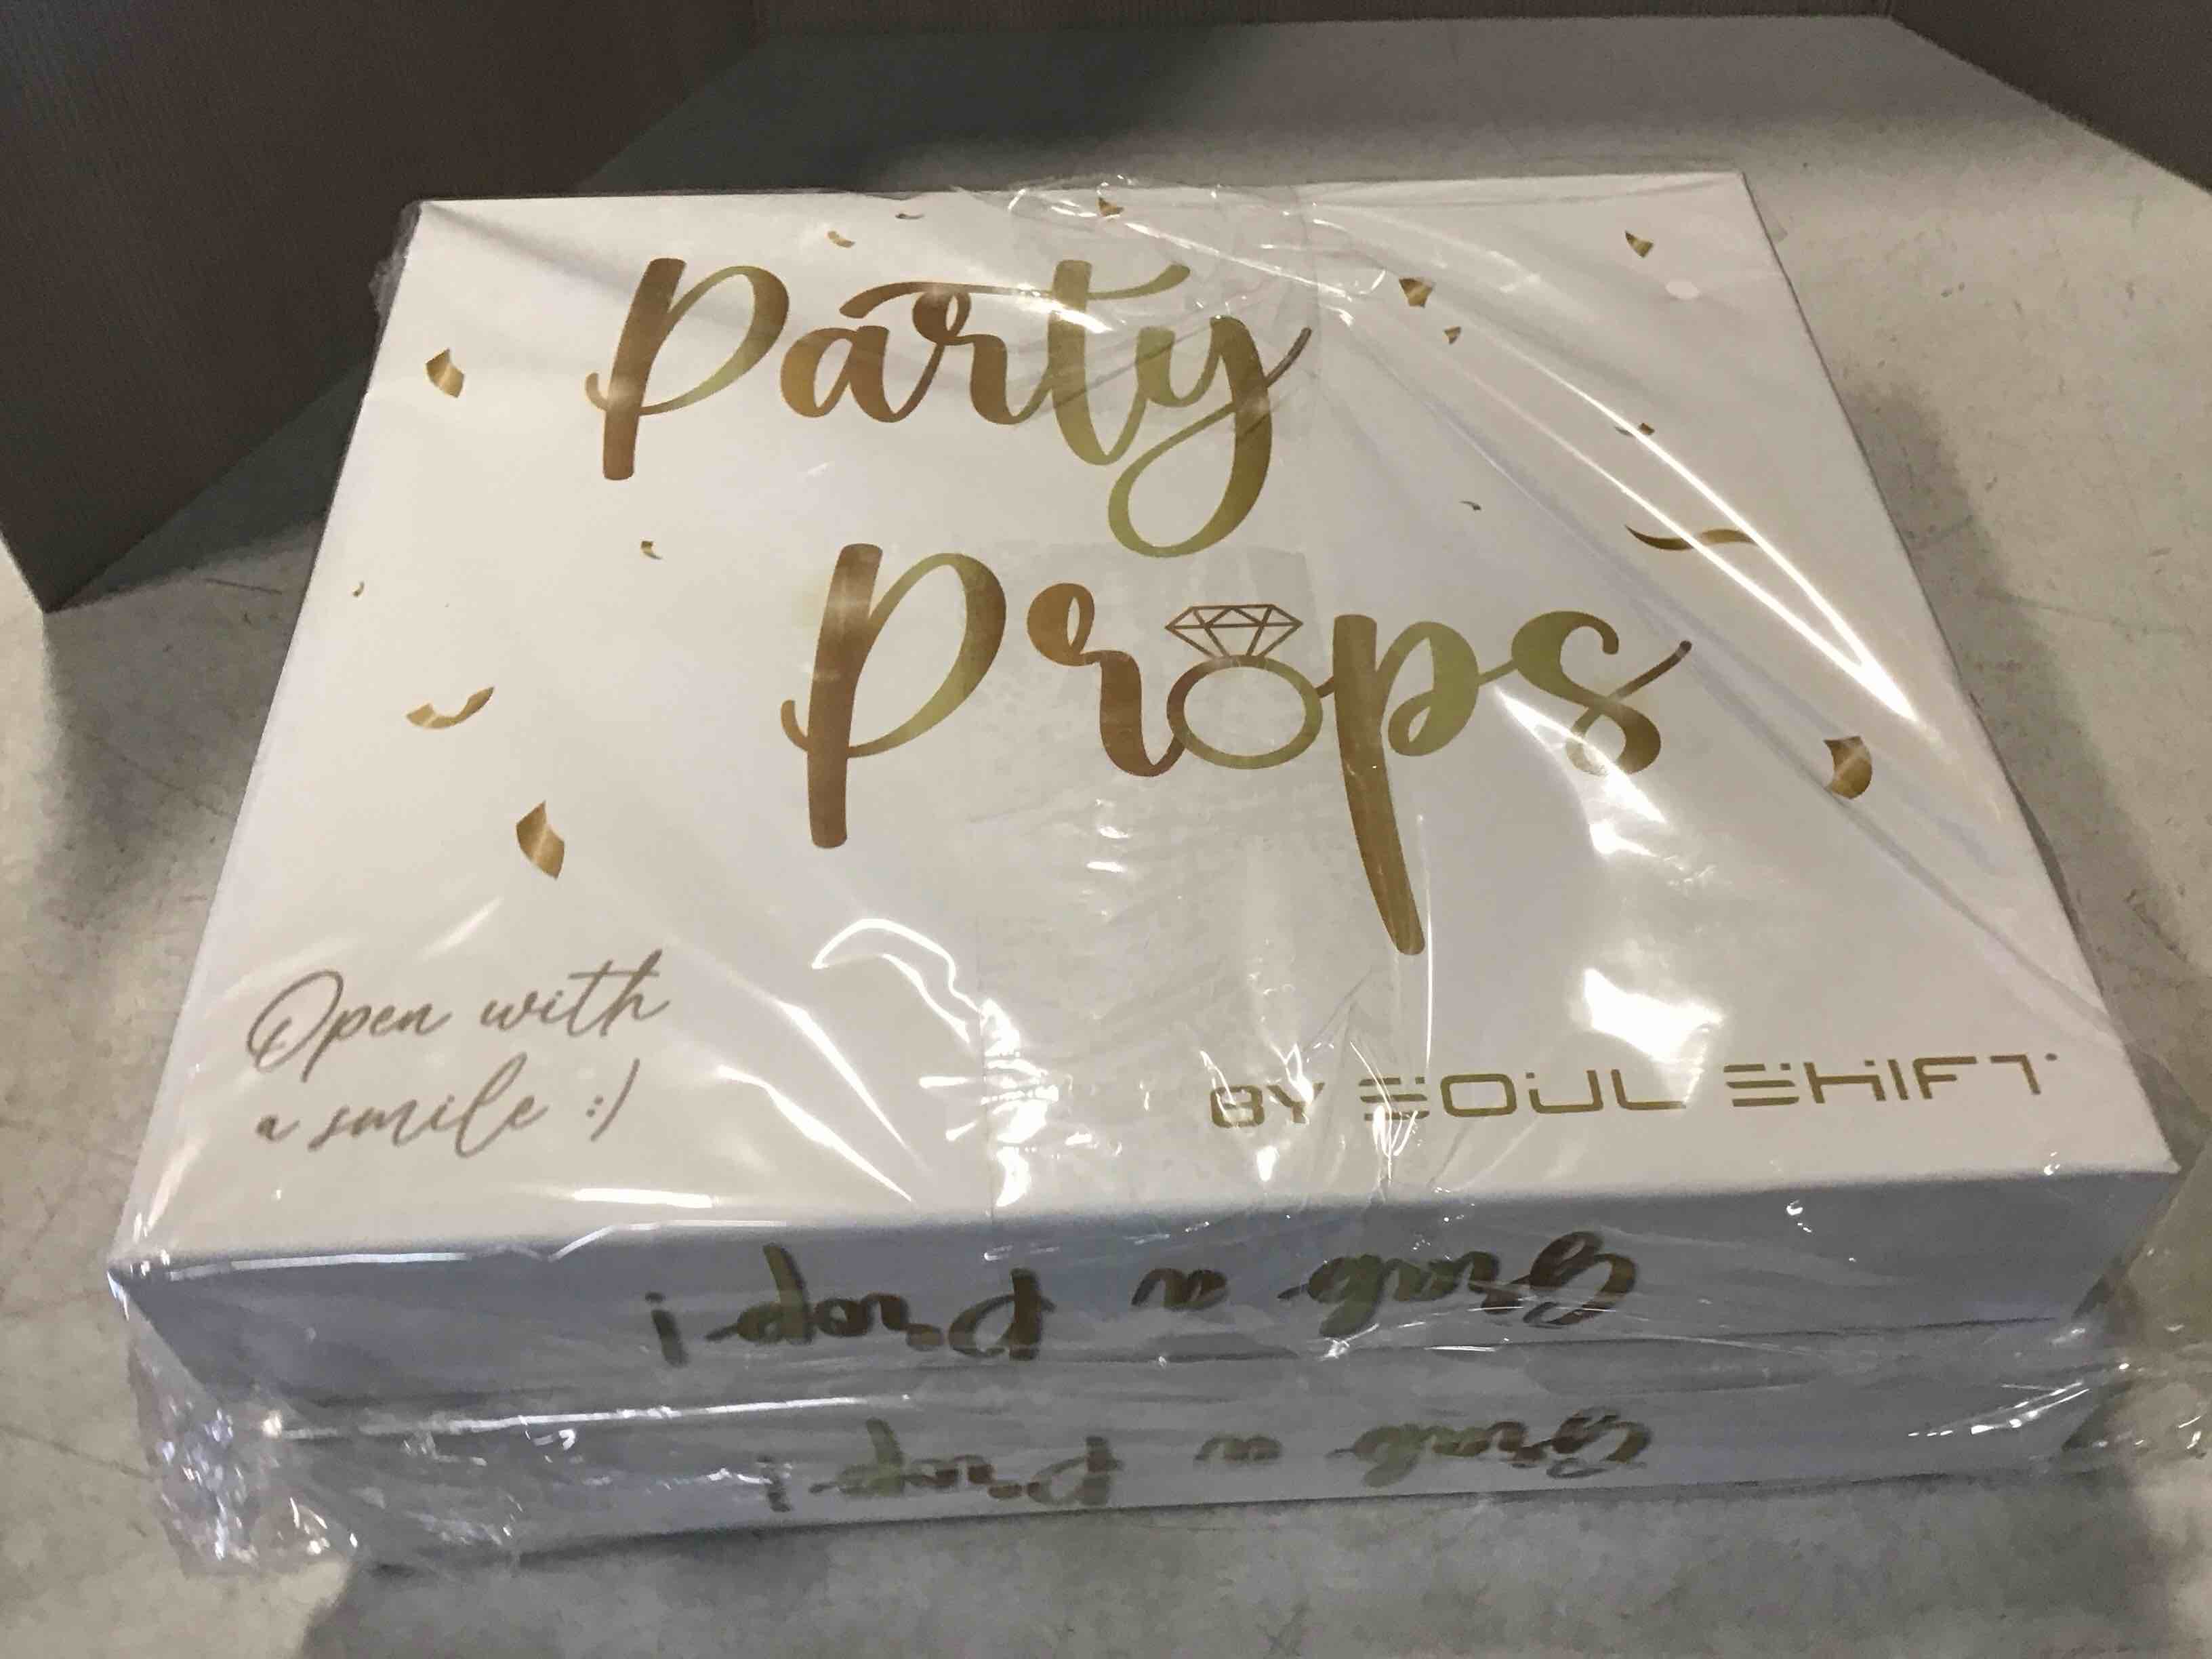 Party
Props
Open with
a smile :)
BY SOUL SHIFT
Grab a Prop!
Grab a Prop!